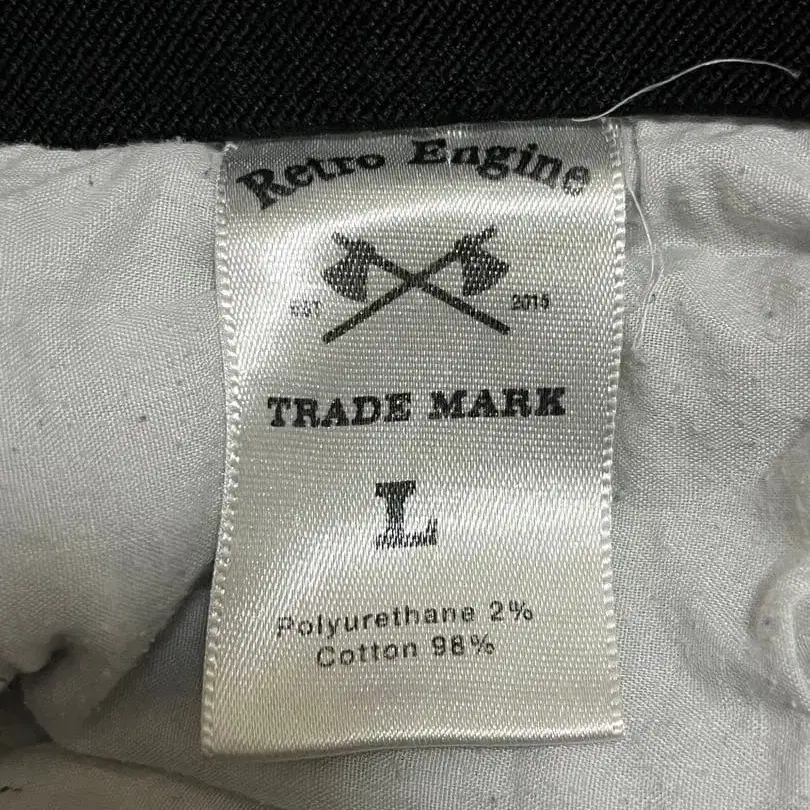 Retro Engine
EST 2015
TRADE MARK
L
Polyurethane 2%
Cotton 98%